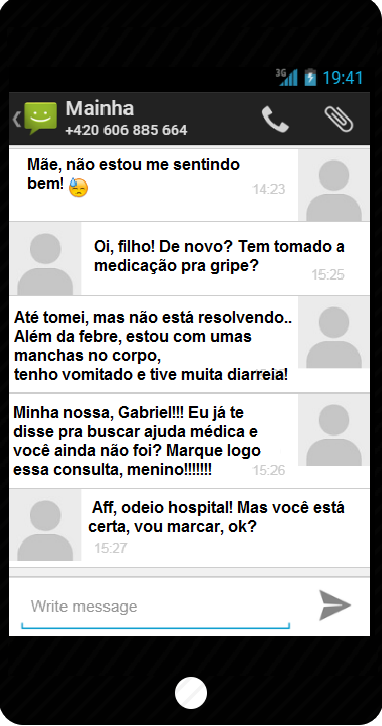 3G 19:41
Mainha
+420 606 885 664
Mãe, não estou me sentindo
bem! 😓
14:23
Oi, filho! De novo? Tem tomado a
medicação pra gripe?
15:25
Até tomei, mas não está resolvendo..
Além da febre, estou com umas
manchas no corpo,
tenho vomitado e tive muita diarreia!
Minha nossa, Gabriel!!! Eu já te
disse pra buscar ajuda médica e
você ainda não foi? Marque logo
essa consulta, menino!!!!!!!
15:26
Aff, odeio hospital! Mas você está
certa, vou marcar, ok?
15:27
Write message